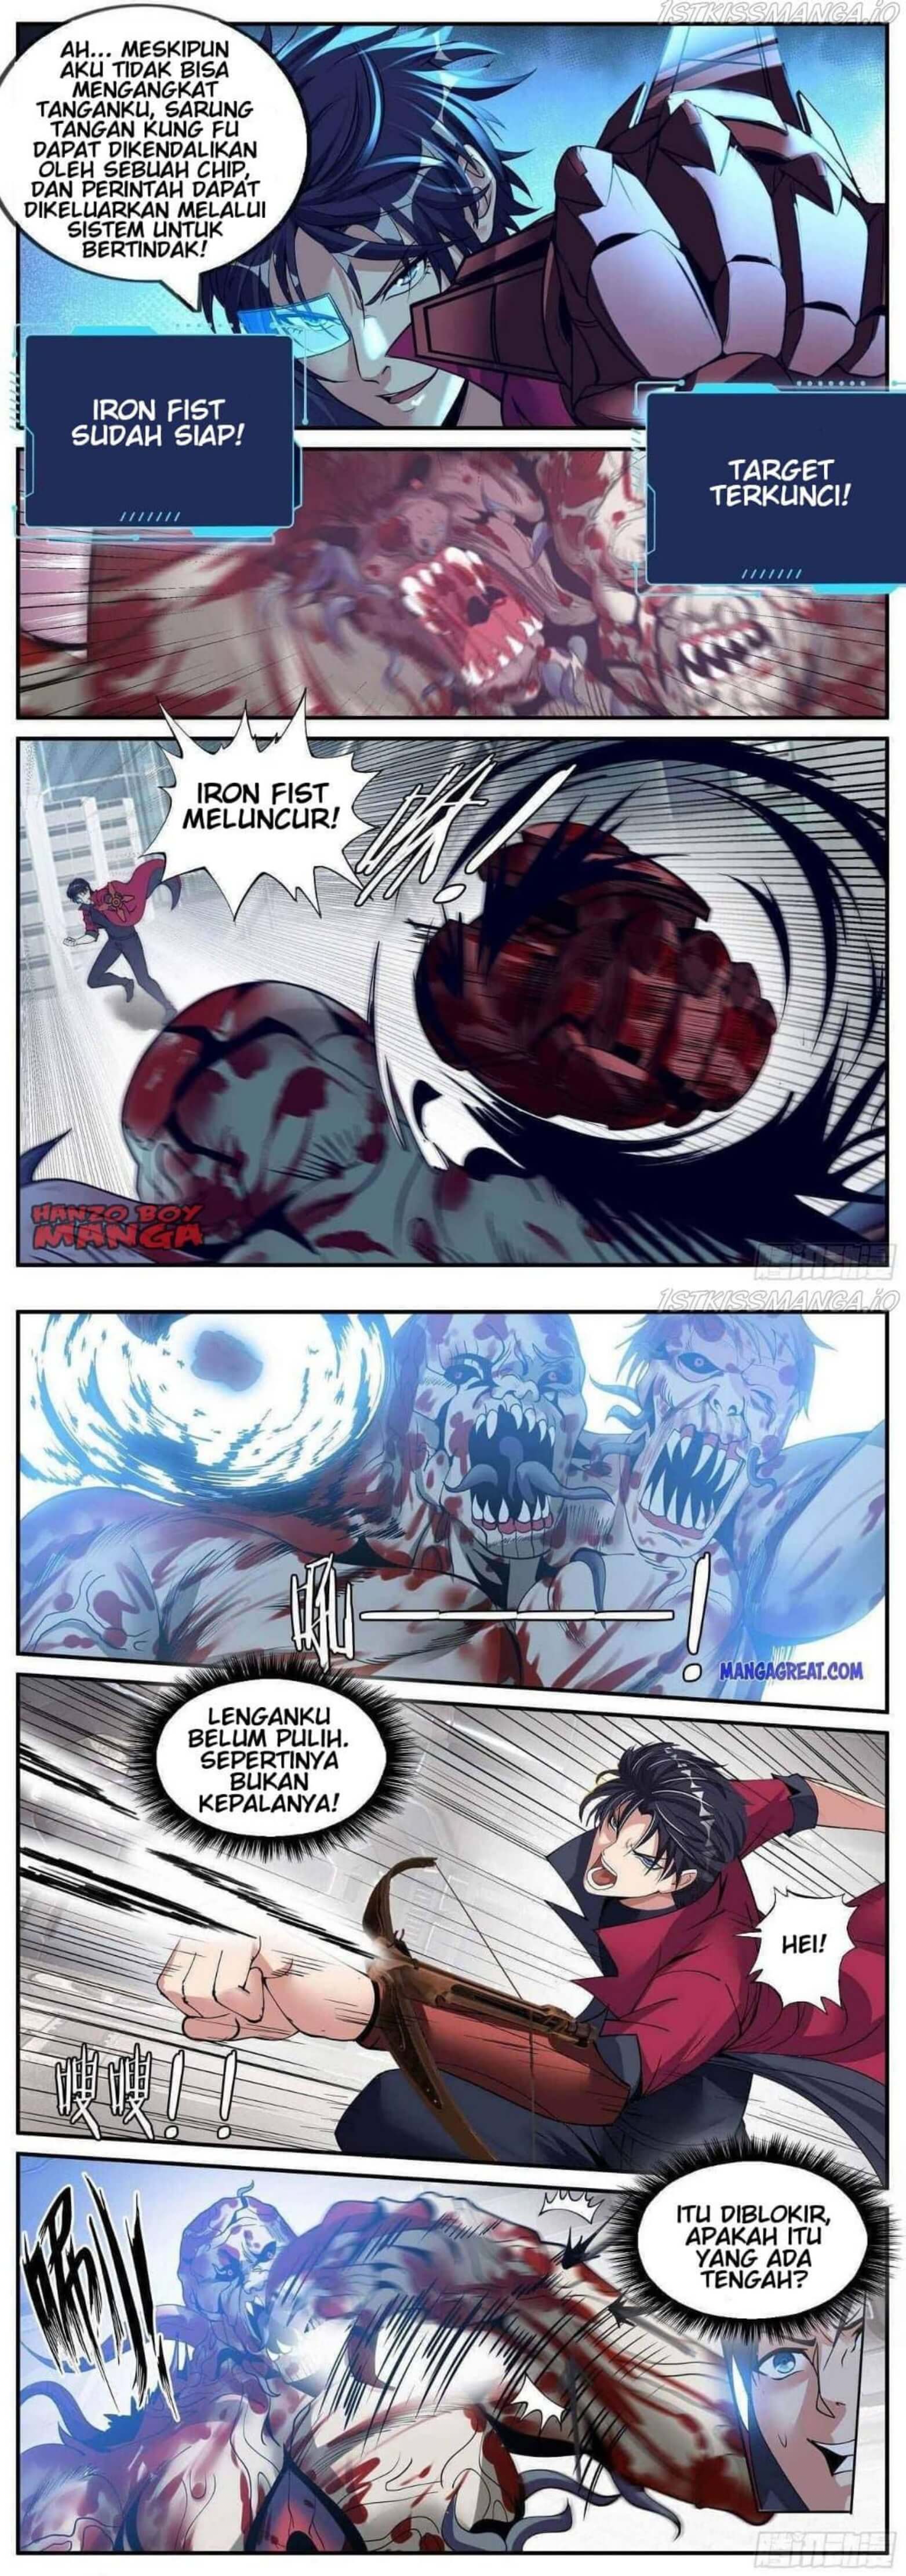 1STKISSMANGA.IO
AH... MESKIPUN
AKU TIDAK BISA
MENGANGKAT
TANGANKU, SARUNG
TANGAN KUNG FU
DAPAT DIKENDALIKAN
OLEH SEBUAH CHIP,
DAN PERINTAH DAPAT
DIKELUARKAN MELALUI
SISTEM UNTUK
BERTINDAK!
IRON FIST
SUDAH SIAP!
TARGET
TERKUNCI!
IRON FIST
MELUNCUR!
HANZO BOY
MANGA
1STKISSMANGA.IO
MANGAGREAT.COM
LENGANKU
BELUM PULIH.
SEPERTINYA
BUKAN
KEPALANYA!
HEI!
嗖嗖!!
ITU DIBLOKIR,
APAKAH ITU
YANG ADA
TENGAH?